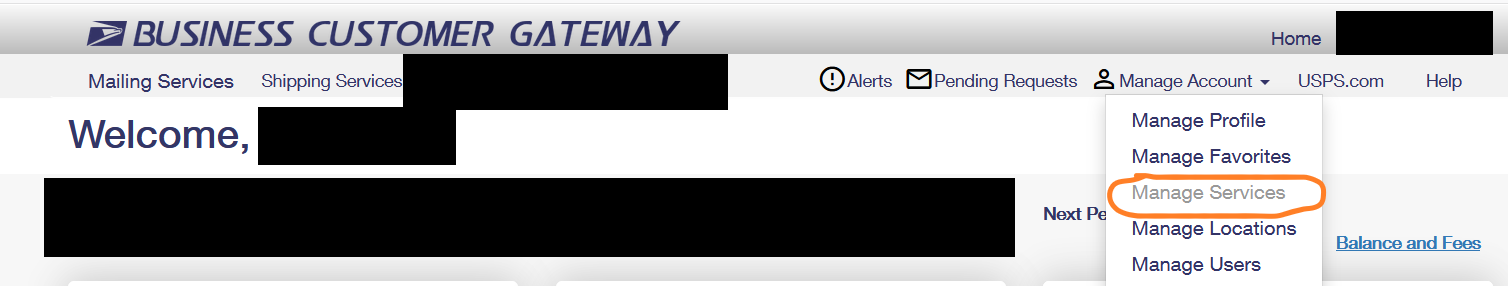 BUSINESS CUSTOMER GATEWAY
Home
Mailing Services Shipping Services Alerts Pending Requests Manage Account USPS.com Help
Welcome,
Manage Profile
Manage Favorites
Manage Services
Next Pe
Manage Locations
Balance and Fees
Manage Users